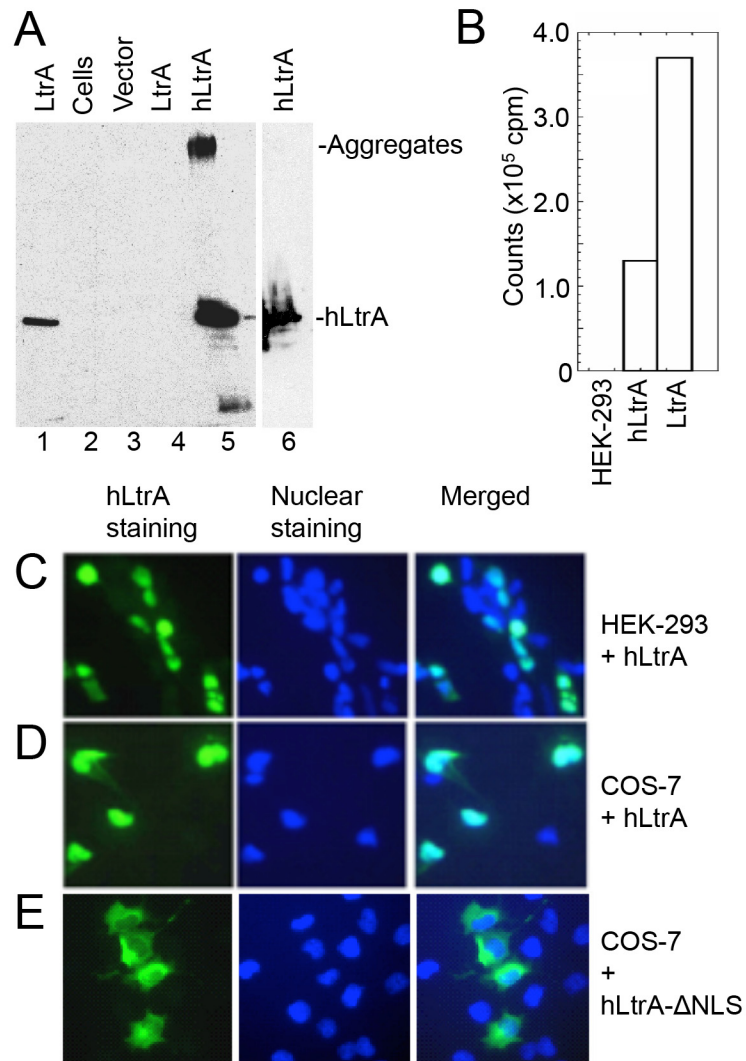 A
LtrA
Cells
Vector
LtrA
hLtrA
hLtrA
-Aggregates
-hLtrA
1 2 3 4 5 6
B
Counts (x10⁵ cpm)
4.0
3.0
2.0
1.0
0
HEK-293
hLtrA
LtrA
hLtrA
staining
Nuclear
staining
Merged
C
HEK-293
+ hLtrA
D
COS-7
+ hLtrA
E
COS-7
+
hLtrA-ΔNLS